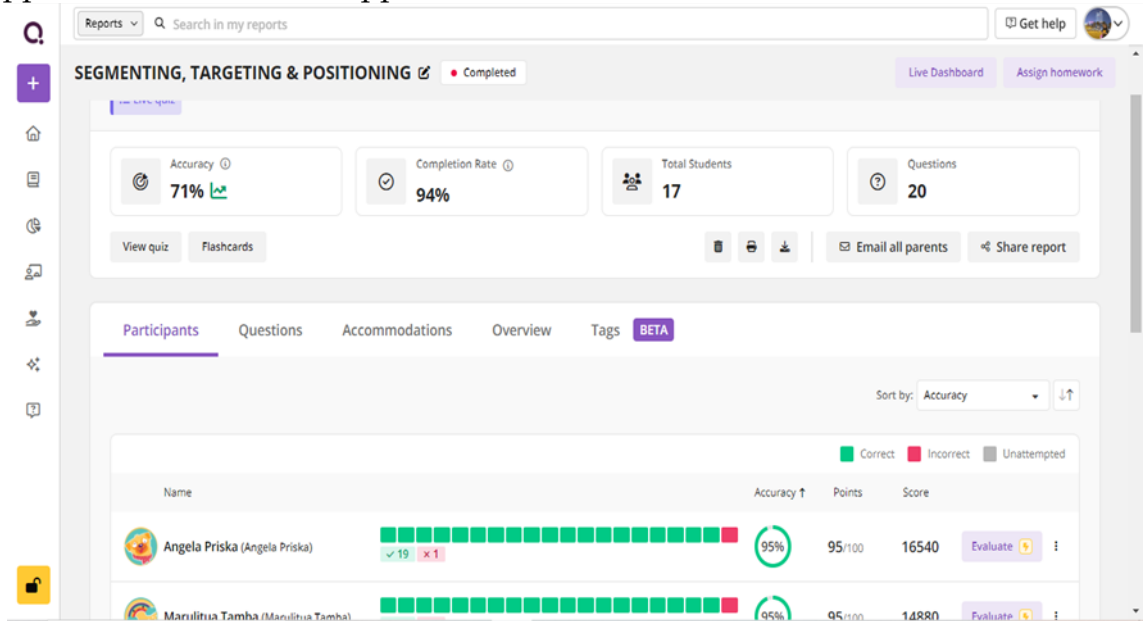 Reports Search in my reports Get help
SEGMENTING, TARGETING & POSITIONING Completed Live Dashboard Assign homework
Live quiz
Accuracy Completion Rate Total Students Questions
71% 94% 17 20
View quiz Flashcards Email all parents Share report
Participants Questions Accommodations Overview Tags BETA
Sort by: Accuracy
Correct Incorrect Unattempted
Name Accuracy Points Score
Angela Priska (Angela Priska) 95% 95/100 16540 Evaluate
✓ 19 × 1
Marulitua Tamba (Marulitua Tamba) 95% 95/100 14880 Evaluate